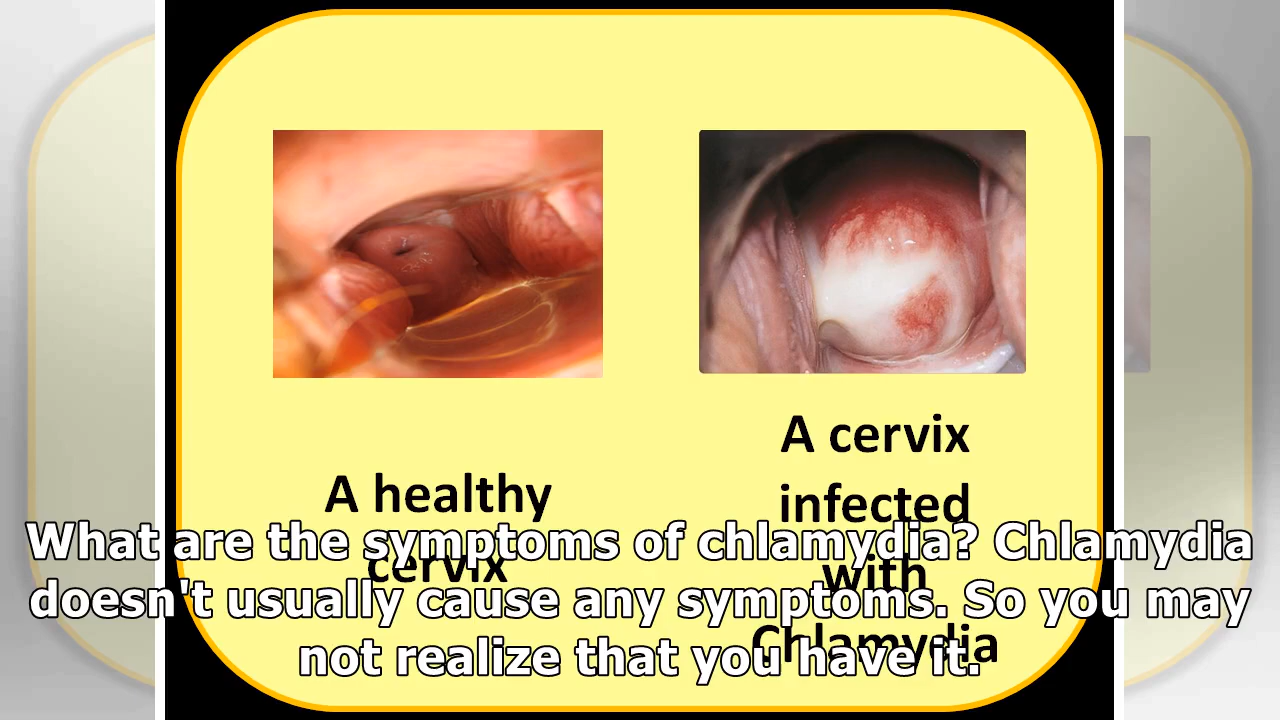 A healthy
cervix
A cervix
infected
with
Chlamydia
What are the symptoms of chlamydia? Chlamydia
doesn't usually cause any symptoms. So you may
not realize that you have it.